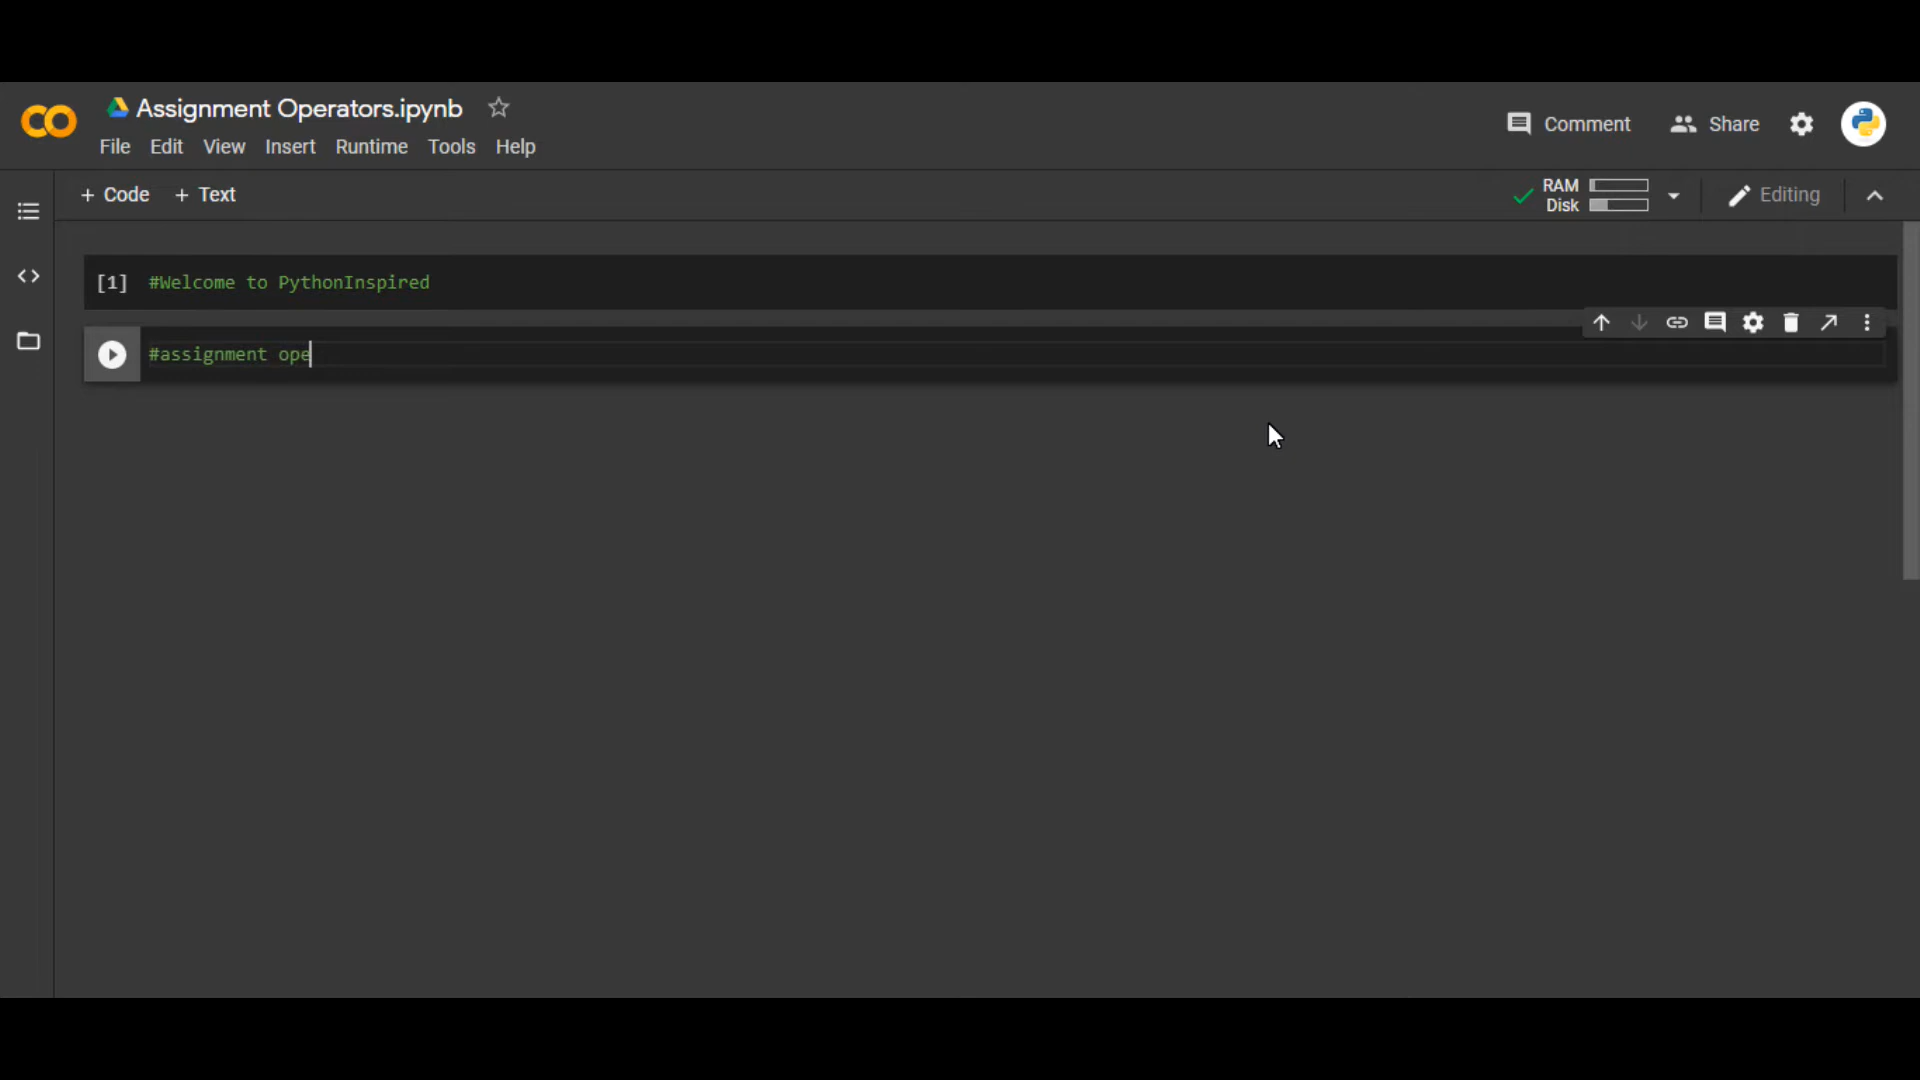 Assignment Operators.ipynb
File Edit View Insert Runtime Tools Help
Comment Share
+ Code + Text
RAM
Disk
Editing
[1] #Welcome to PythonInspired
#assignment ope